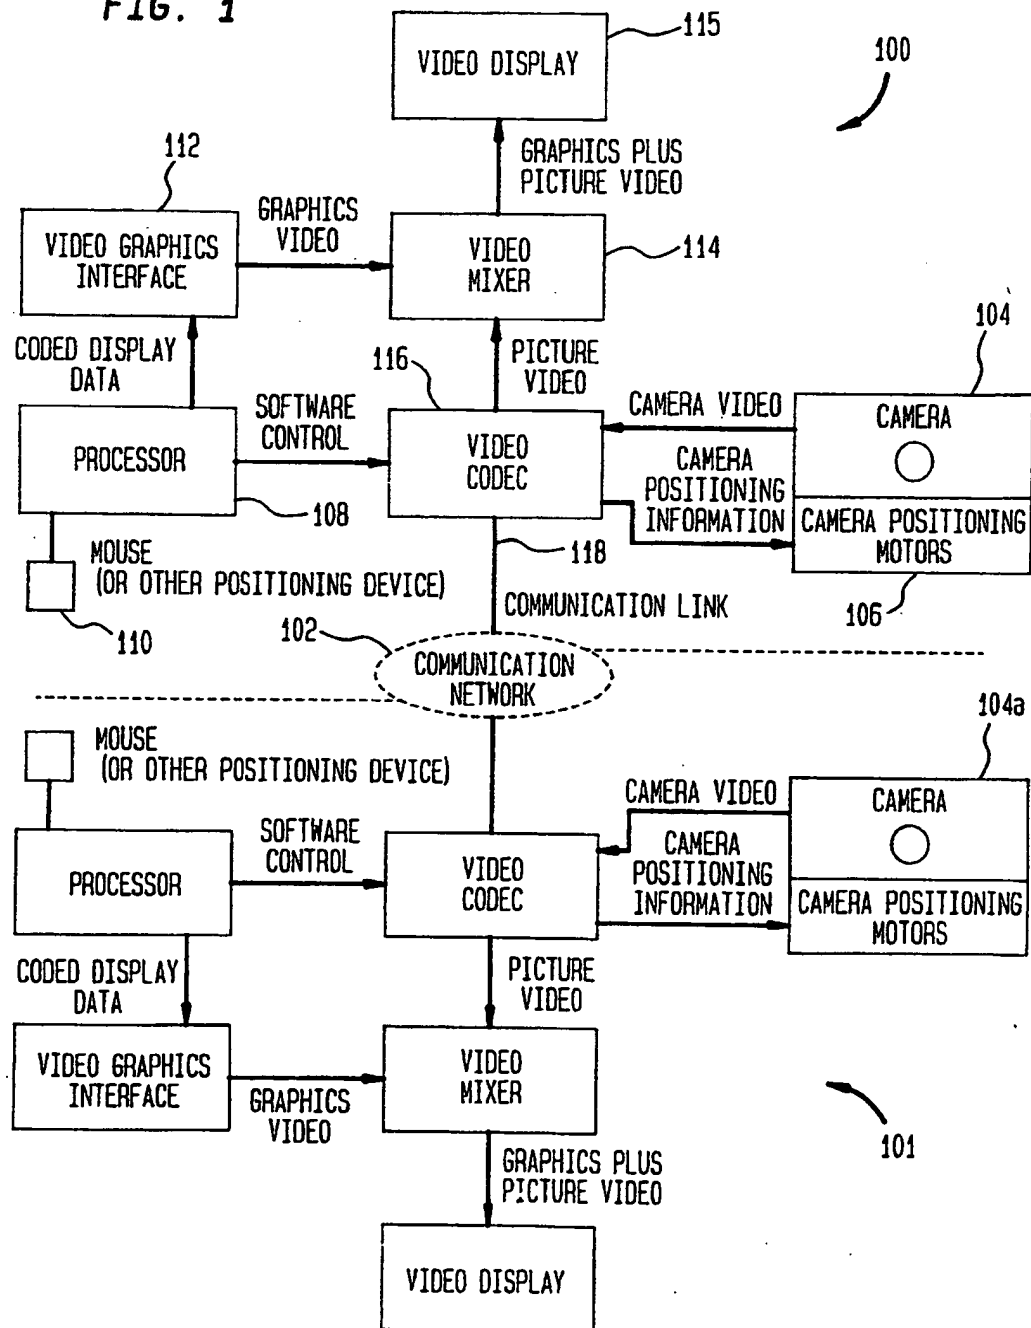 FIG. 1
VIDEO DISPLAY
115
100
GRAPHICS PLUS
PICTURE VIDEO
112
VIDEO GRAPHICS
INTERFACE
GRAPHICS
VIDEO
VIDEO
MIXER
114
CODED DISPLAY
DATA
116
PICTURE
VIDEO
104
PROCESSOR
108
SOFTWARE
CONTROL
VIDEO
CODEC
CAMERA VIDEO
CAMERA
POSITIONING
INFORMATION
CAMERA
CAMERA POSITIONING
MOTORS
106
MOUSE
(OR OTHER POSITIONING DEVICE)
110
118
COMMUNICATION LINK
102
COMMUNICATION
NETWORK
MOUSE
(OR OTHER POSITIONING DEVICE)
104a
PROCESSOR
SOFTWARE
CONTROL
VIDEO
CODEC
CAMERA VIDEO
CAMERA
POSITIONING
INFORMATION
CAMERA
CAMERA POSITIONING
MOTORS
CODED DISPLAY
DATA
PICTURE
VIDEO
VIDEO GRAPHICS
INTERFACE
GRAPHICS
VIDEO
VIDEO
MIXER
101
GRAPHICS PLUS
PICTURE VIDEO
VIDEO DISPLAY